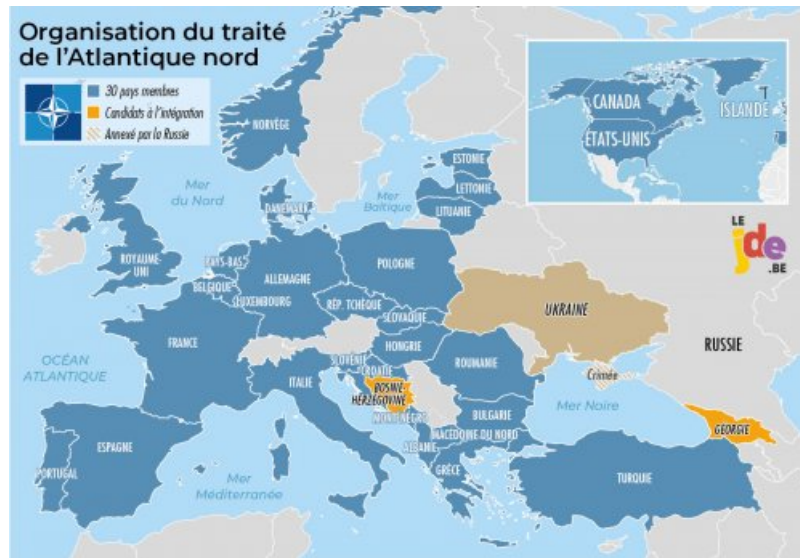 Organisation du traité
de l'Atlantique nord
30 pays membres
Candidats à l'intégration
Annexé par la Russie
CANADA
ÉTATS-UNIS
ISLANDE
NORVÈGE
ESTONIE
LETTONIE
LITUANIE
Mer
du Nord
DANEMARK
Mer
Baltique
LE
jde
.BE
ROYAUME-
UNI
PAYS-BAS
BELGIQUE
LUXEMBOURG
ALLEMAGNE
POLOGNE
RÉP. TCHÈQUE
SLOVAQUIE
UKRAINE
RUSSIE
OCÉAN
ATLANTIQUE
FRANCE
HONGRIE
SLOVÉNIE
CROATIE
ROUMANIE
Crimée
ITALIE
BOSNIE-
HERZÉGOVINE
MONTÉNÉGRO
BULGARIE
Mer Noire
GEORGIE
ESPAGNE
PORTUGAL
ALBANIE
MACÉDOINE DU NORD
GRÈCE
TURQUIE
Mer
Méditerranée